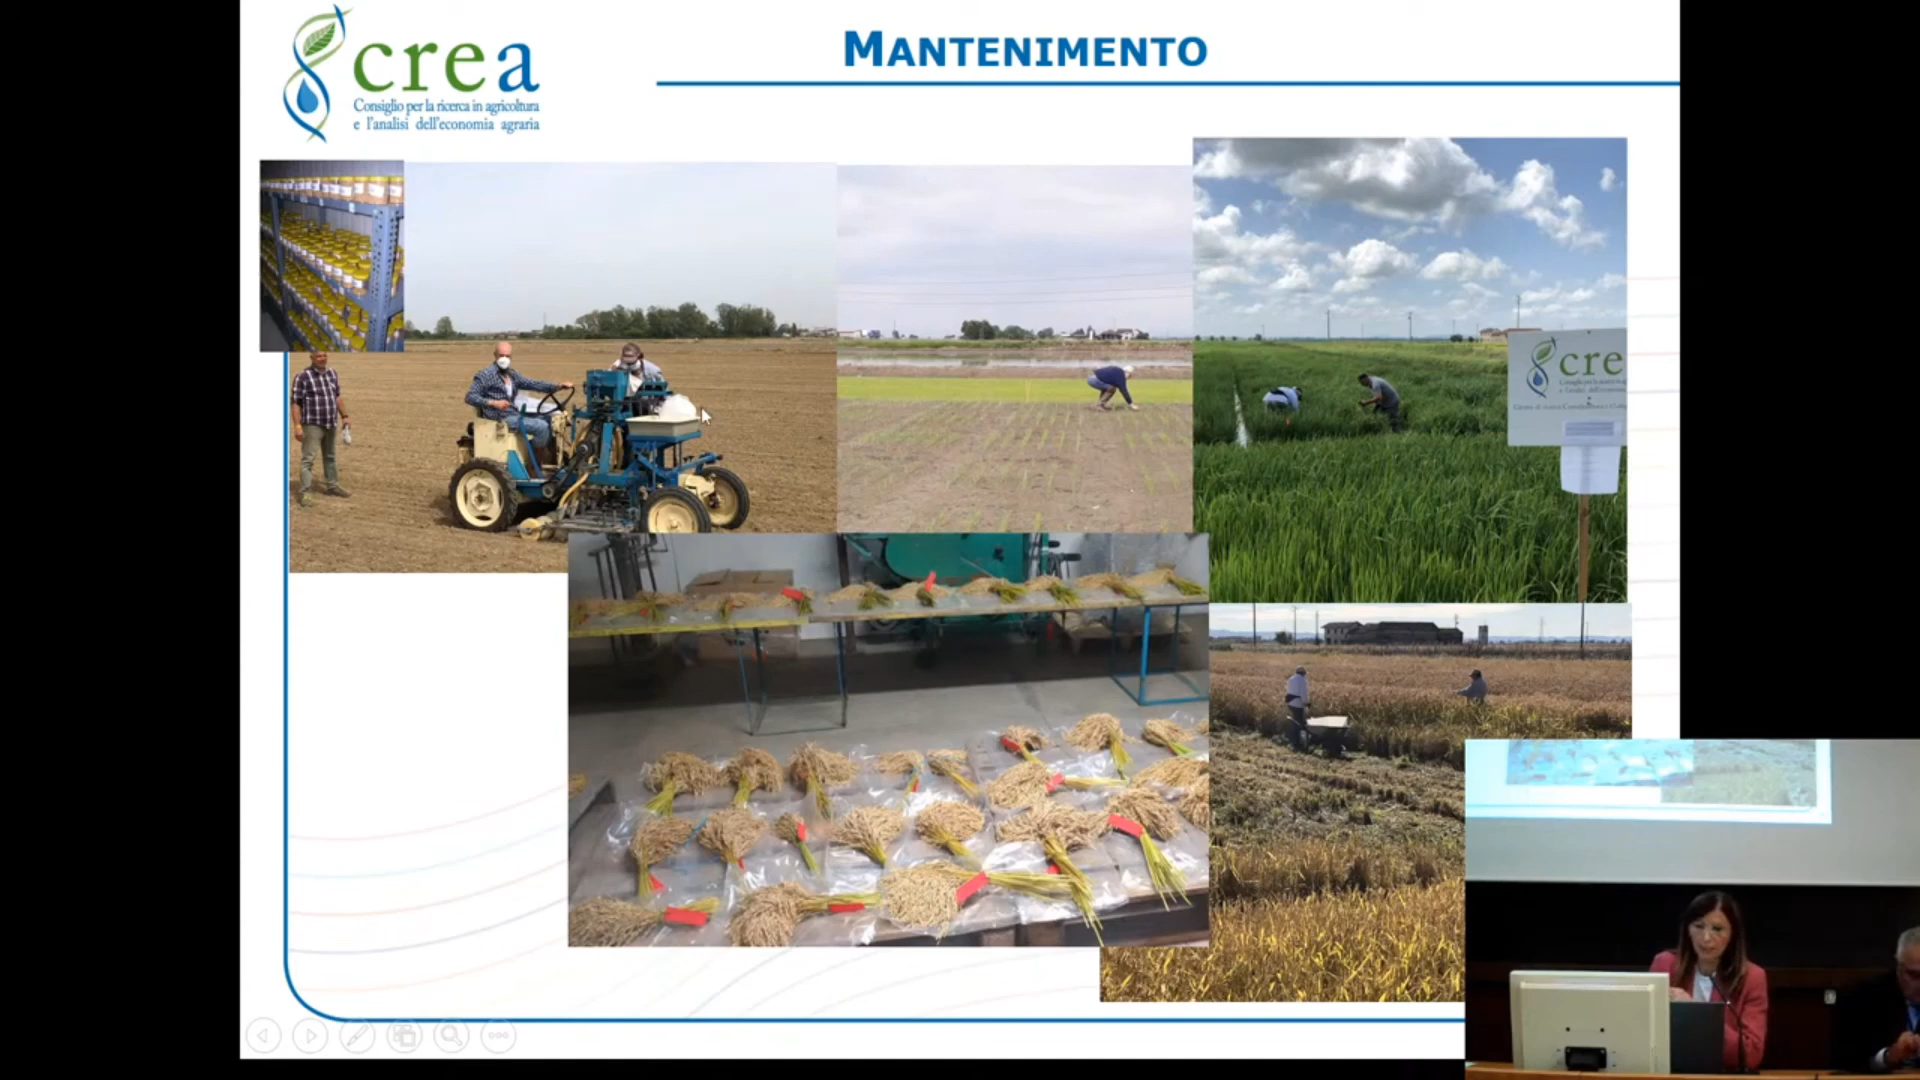 MANTENIMENTO
crea
Consiglio per la ricerca in agricoltura
e l'analisi dell'economia agraria
cre